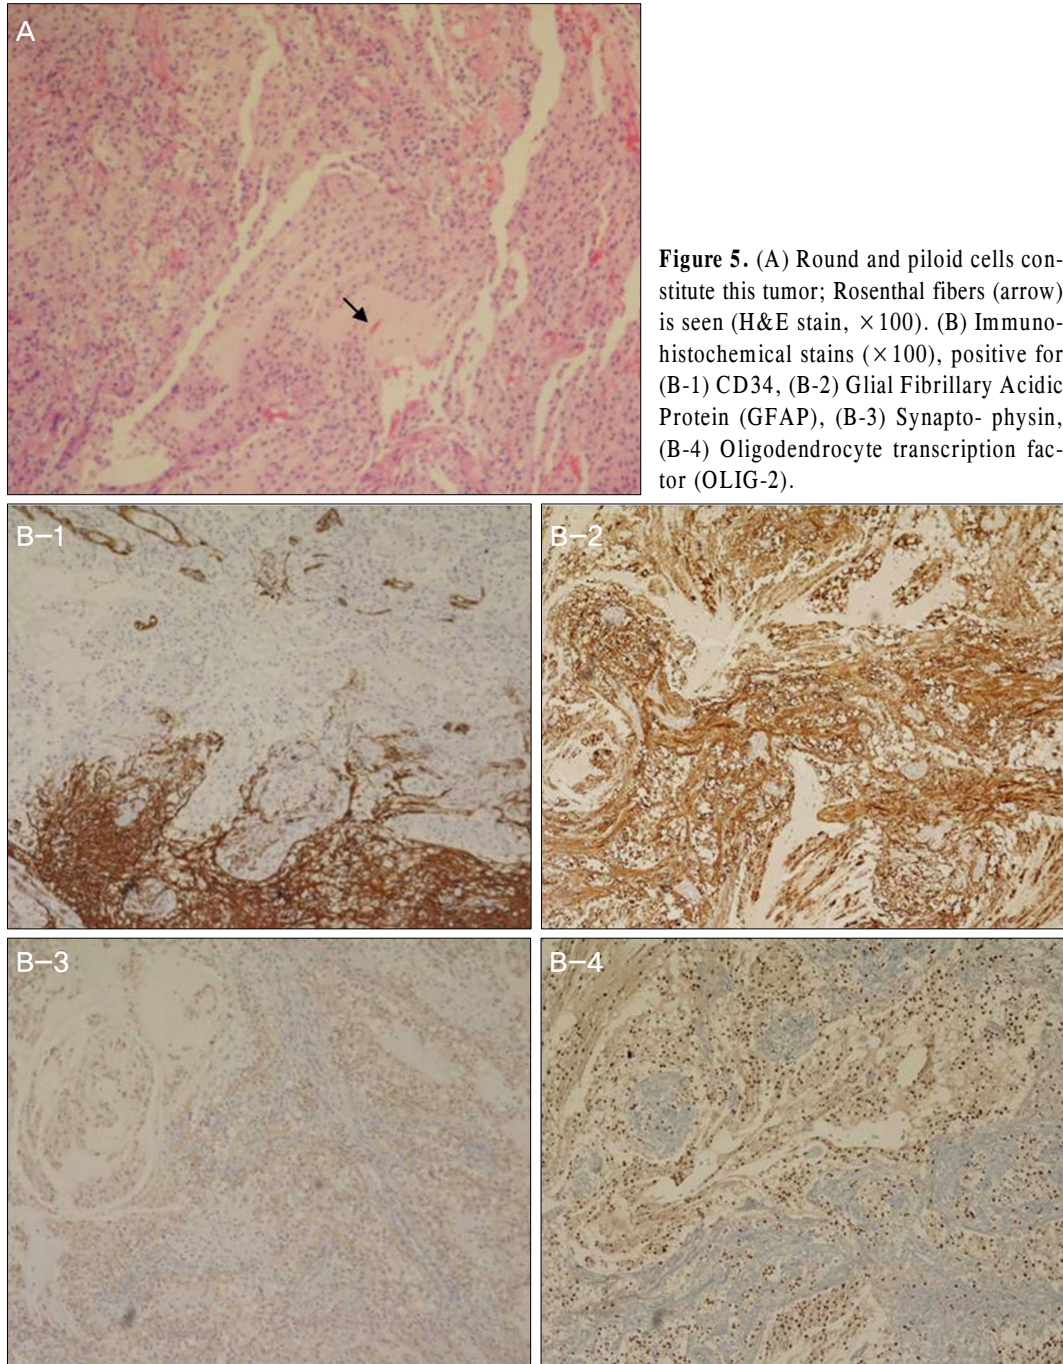 A
Figure 5. (A) Round and piloid cells con-
stitute this tumor; Rosenthal fibers (arrow)
is seen (H&E stain, ×100). (B) Immuno-
histochemical stains (×100), positive for
(B-1) CD34, (B-2) Glial Fibrillary Acidic
Protein (GFAP), (B-3) Synapto- physin,
(B-4) Oligodendrocyte transcription fac-
tor (OLIG-2).
B–1
B–2
B–3
B–4